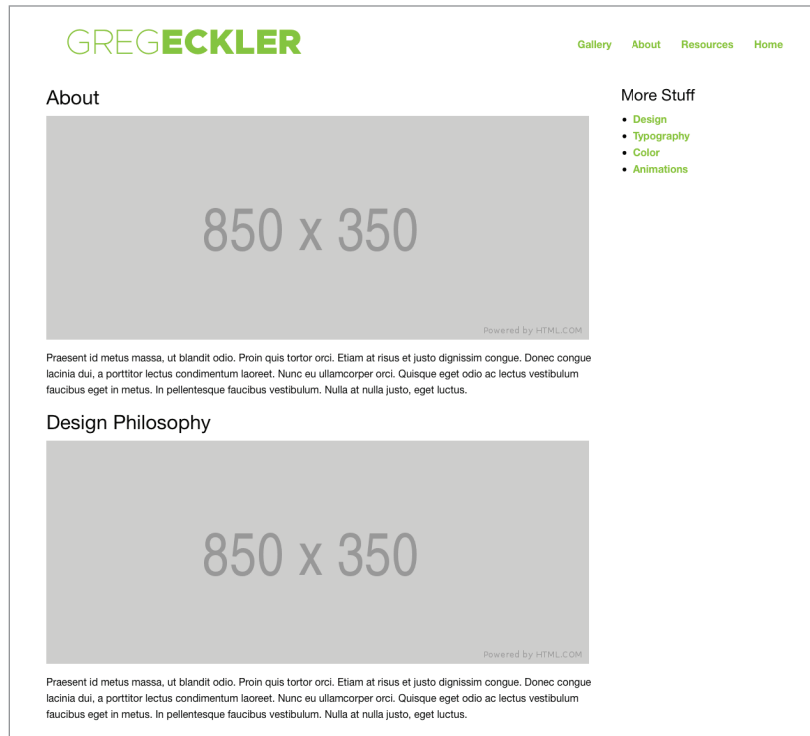 GREGECKLER
Gallery About Resources Home
About
850 x 350
Powered by HTML.COM
Praesent id metus massa, ut blandit odio. Proin quis tortor orci. Etiam at risus et justo dignissim congue. Donec congue
lacinia dui, a porttitor lectus condimentum laoreet. Nunc eu ullamcorper orci. Quisque eget odio ac lectus vestibulum
faucibus eget in metus. In pellentesque faucibus vestibulum. Nulla at nulla justo, eget luctus.
Design Philosophy
850 x 350
Powered by HTML.COM
Praesent id metus massa, ut blandit odio. Proin quis tortor orci. Etiam at risus et justo dignissim congue. Donec congue
lacinia dui, a porttitor lectus condimentum laoreet. Nunc eu ullamcorper orci. Quisque eget odio ac lectus vestibulum
faucibus eget in metus. In pellentesque faucibus vestibulum. Nulla at nulla justo, eget luctus.
More Stuff
Design
Typography
Color
Animations